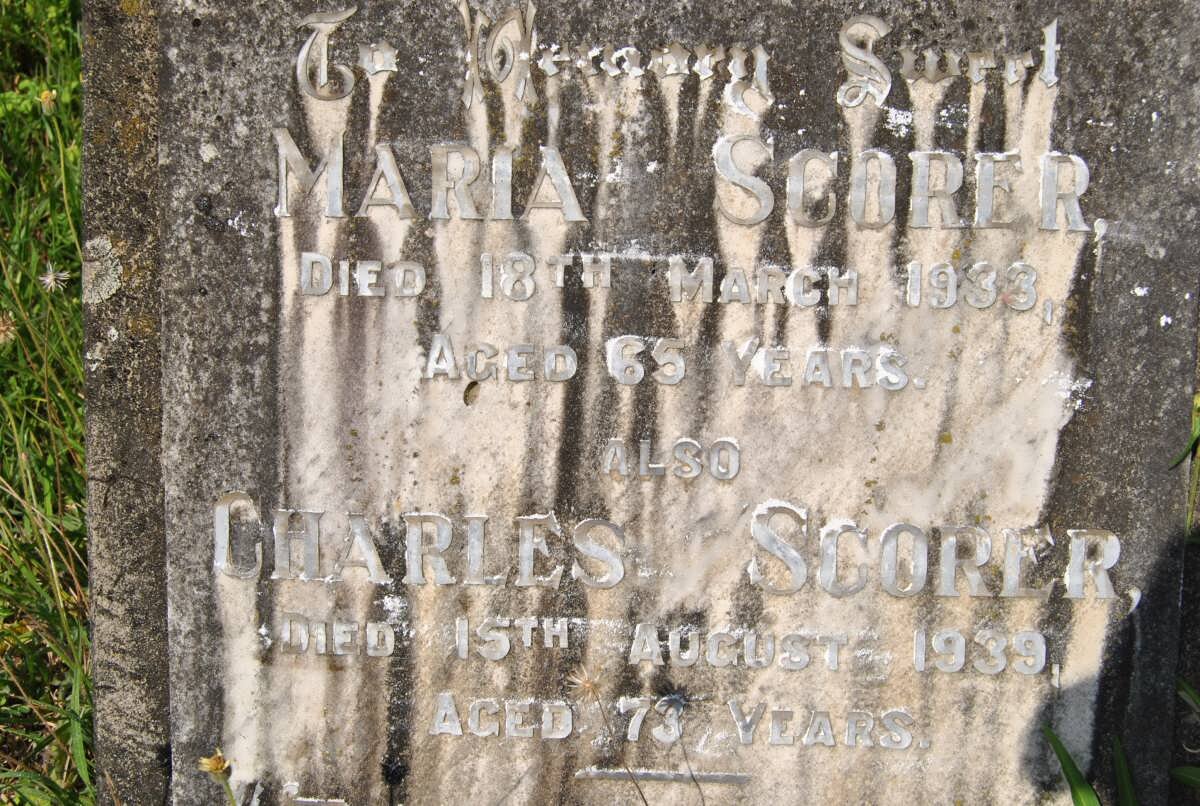 To Memory Sweet
MARIA SCORER,
DIED 18TH MARCH 1933,
AGED 65 YEARS.
ALSO
CHARLES SCORER,
DIED 15TH AUGUST 1939,
AGED 73 YEARS.